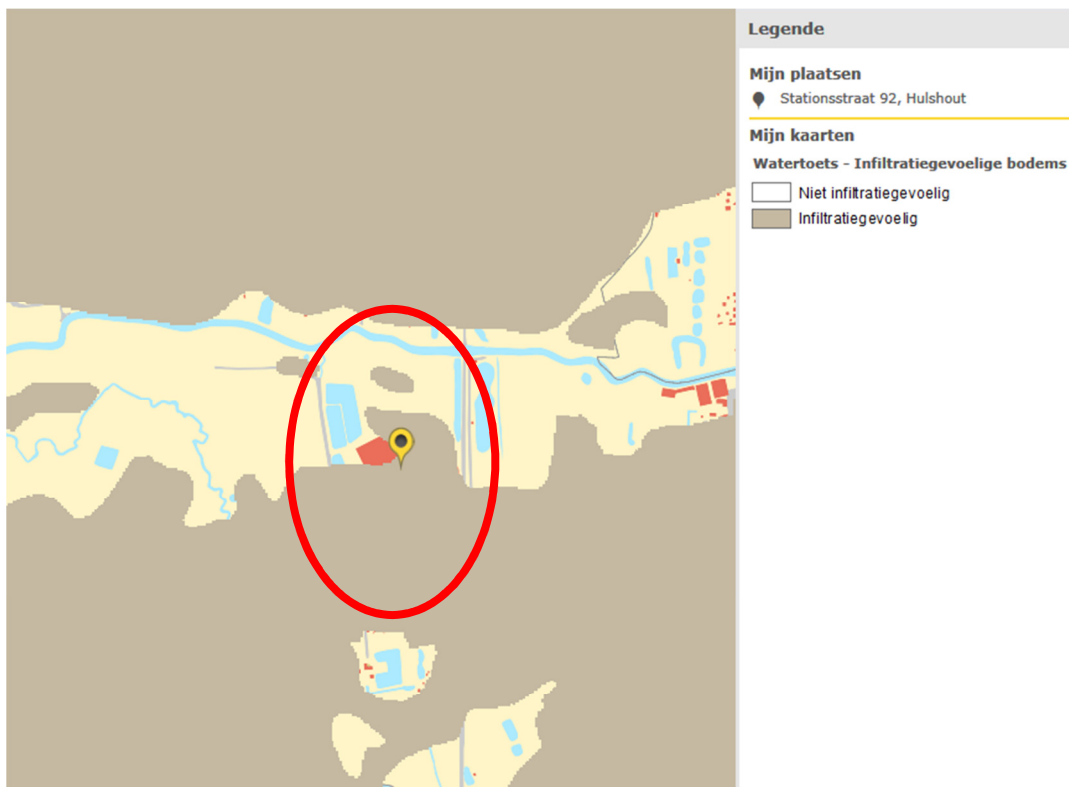 Legende
Mijn plaatsen
Stationsstraat 92, Hulshout
Mijn kaarten
Watertoets - Infiltratiegevoelige bodems
Niet infiltratiegevoelig
Infiltratiegevoelig